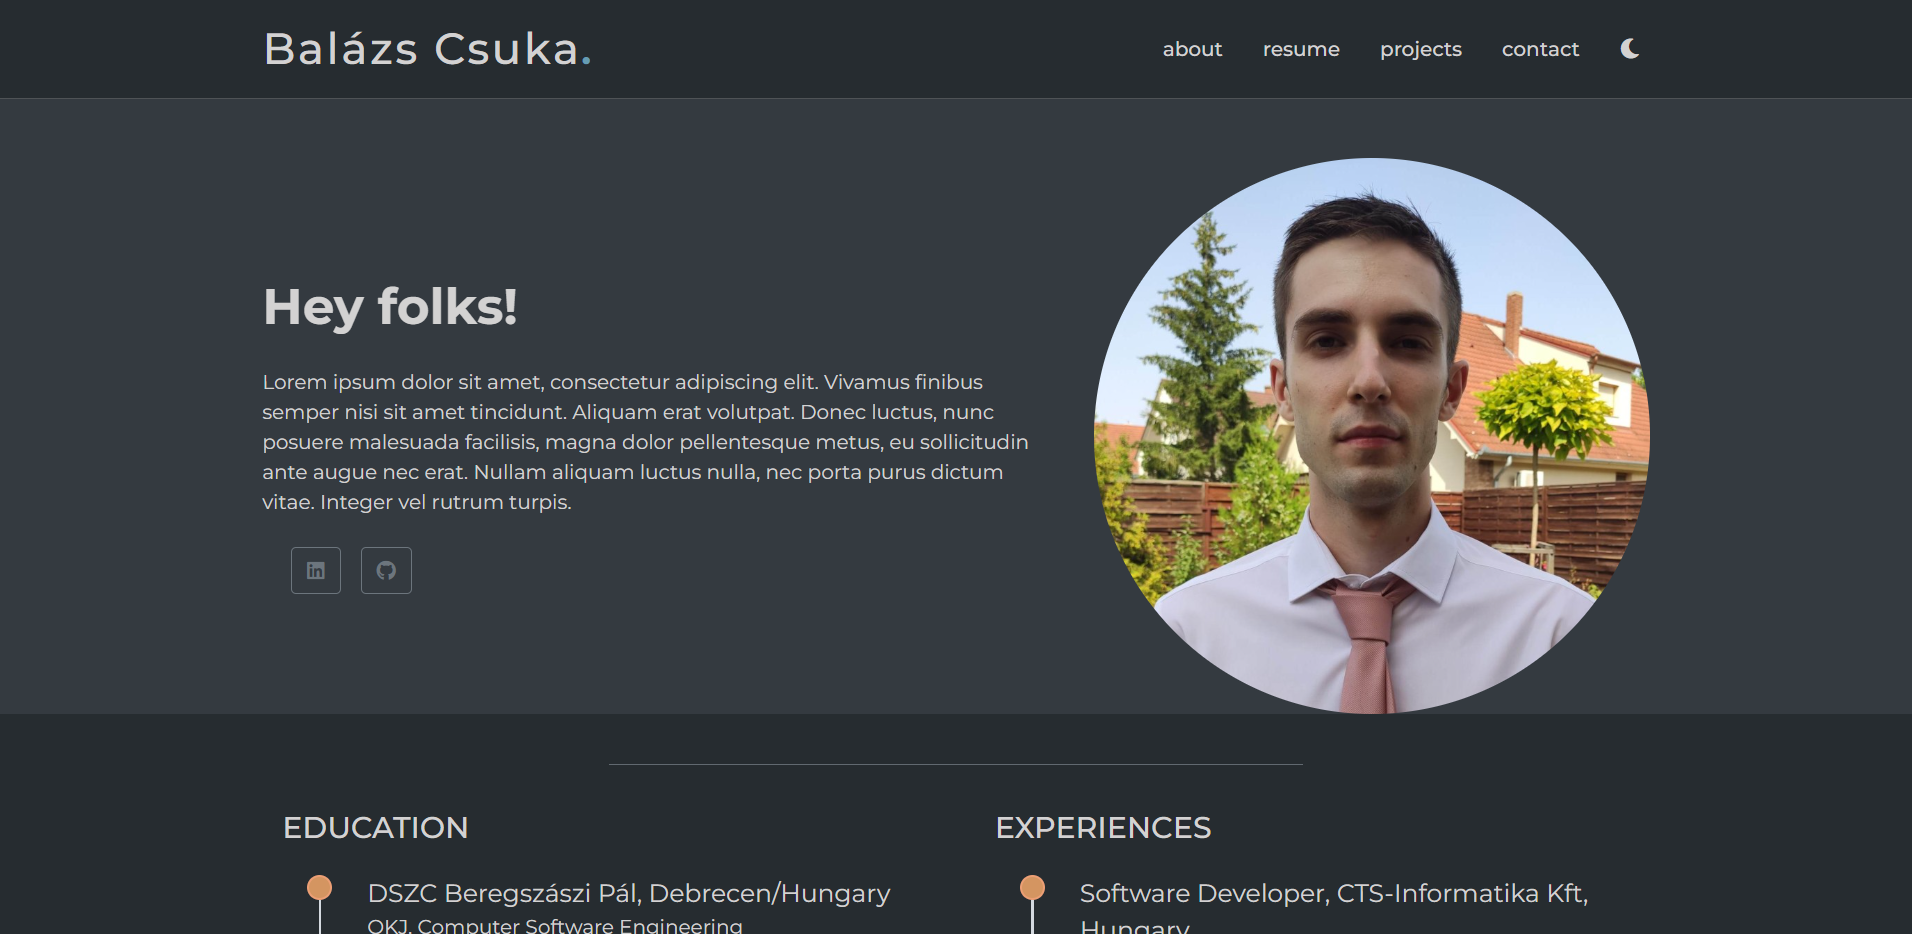 Balázs Csuka.
about resume projects contact
Hey folks!
Lorem ipsum dolor sit amet, consectetur adipiscing elit. Vivamus finibus
semper nisi sit amet tincidunt. Aliquam erat volutpat. Donec luctus, nunc
posuere malesuada facilisis, magna dolor pellentesque metus, eu sollicitudin
ante augue nec erat. Nullam aliquam luctus nulla, nec porta purus dictum
vitae. Integer vel rutrum turpis.
in
EDUCATION
DSZC Beregszászi Pál, Debrecen/Hungary
OKJ, Computer Software Engineering
EXPERIENCES
Software Developer, CTS-Informatika Kft,
Hungary